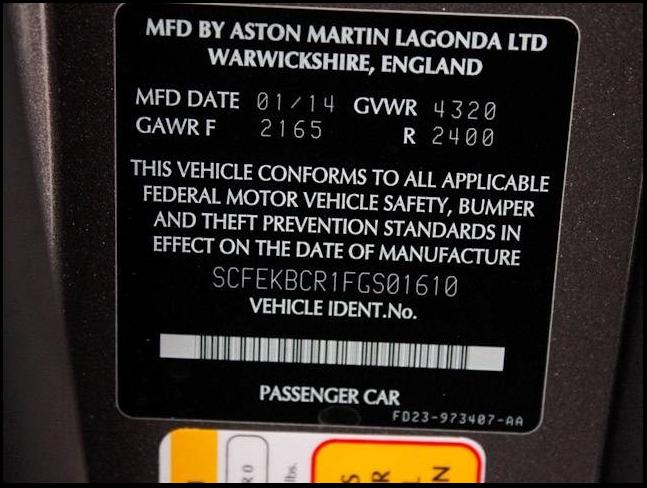 MFD BY ASTON MARTIN LAGONDA LTD
WARWICKSHIRE, ENGLAND
MFD DATE 01/14 GVWR 4320
GAWR F 2165 R 2400
THIS VEHICLE CONFORMS TO ALL APPLICABLE
FEDERAL MOTOR VEHICLE SAFETY, BUMPER
AND THEFT PREVENTION STANDARDS IN
EFFECT ON THE DATE OF MANUFACTURE
SCFEKBCR1FGS01610
VEHICLE IDENT.No.
PASSENGER CAR
FD23-973407-AA
lbs.